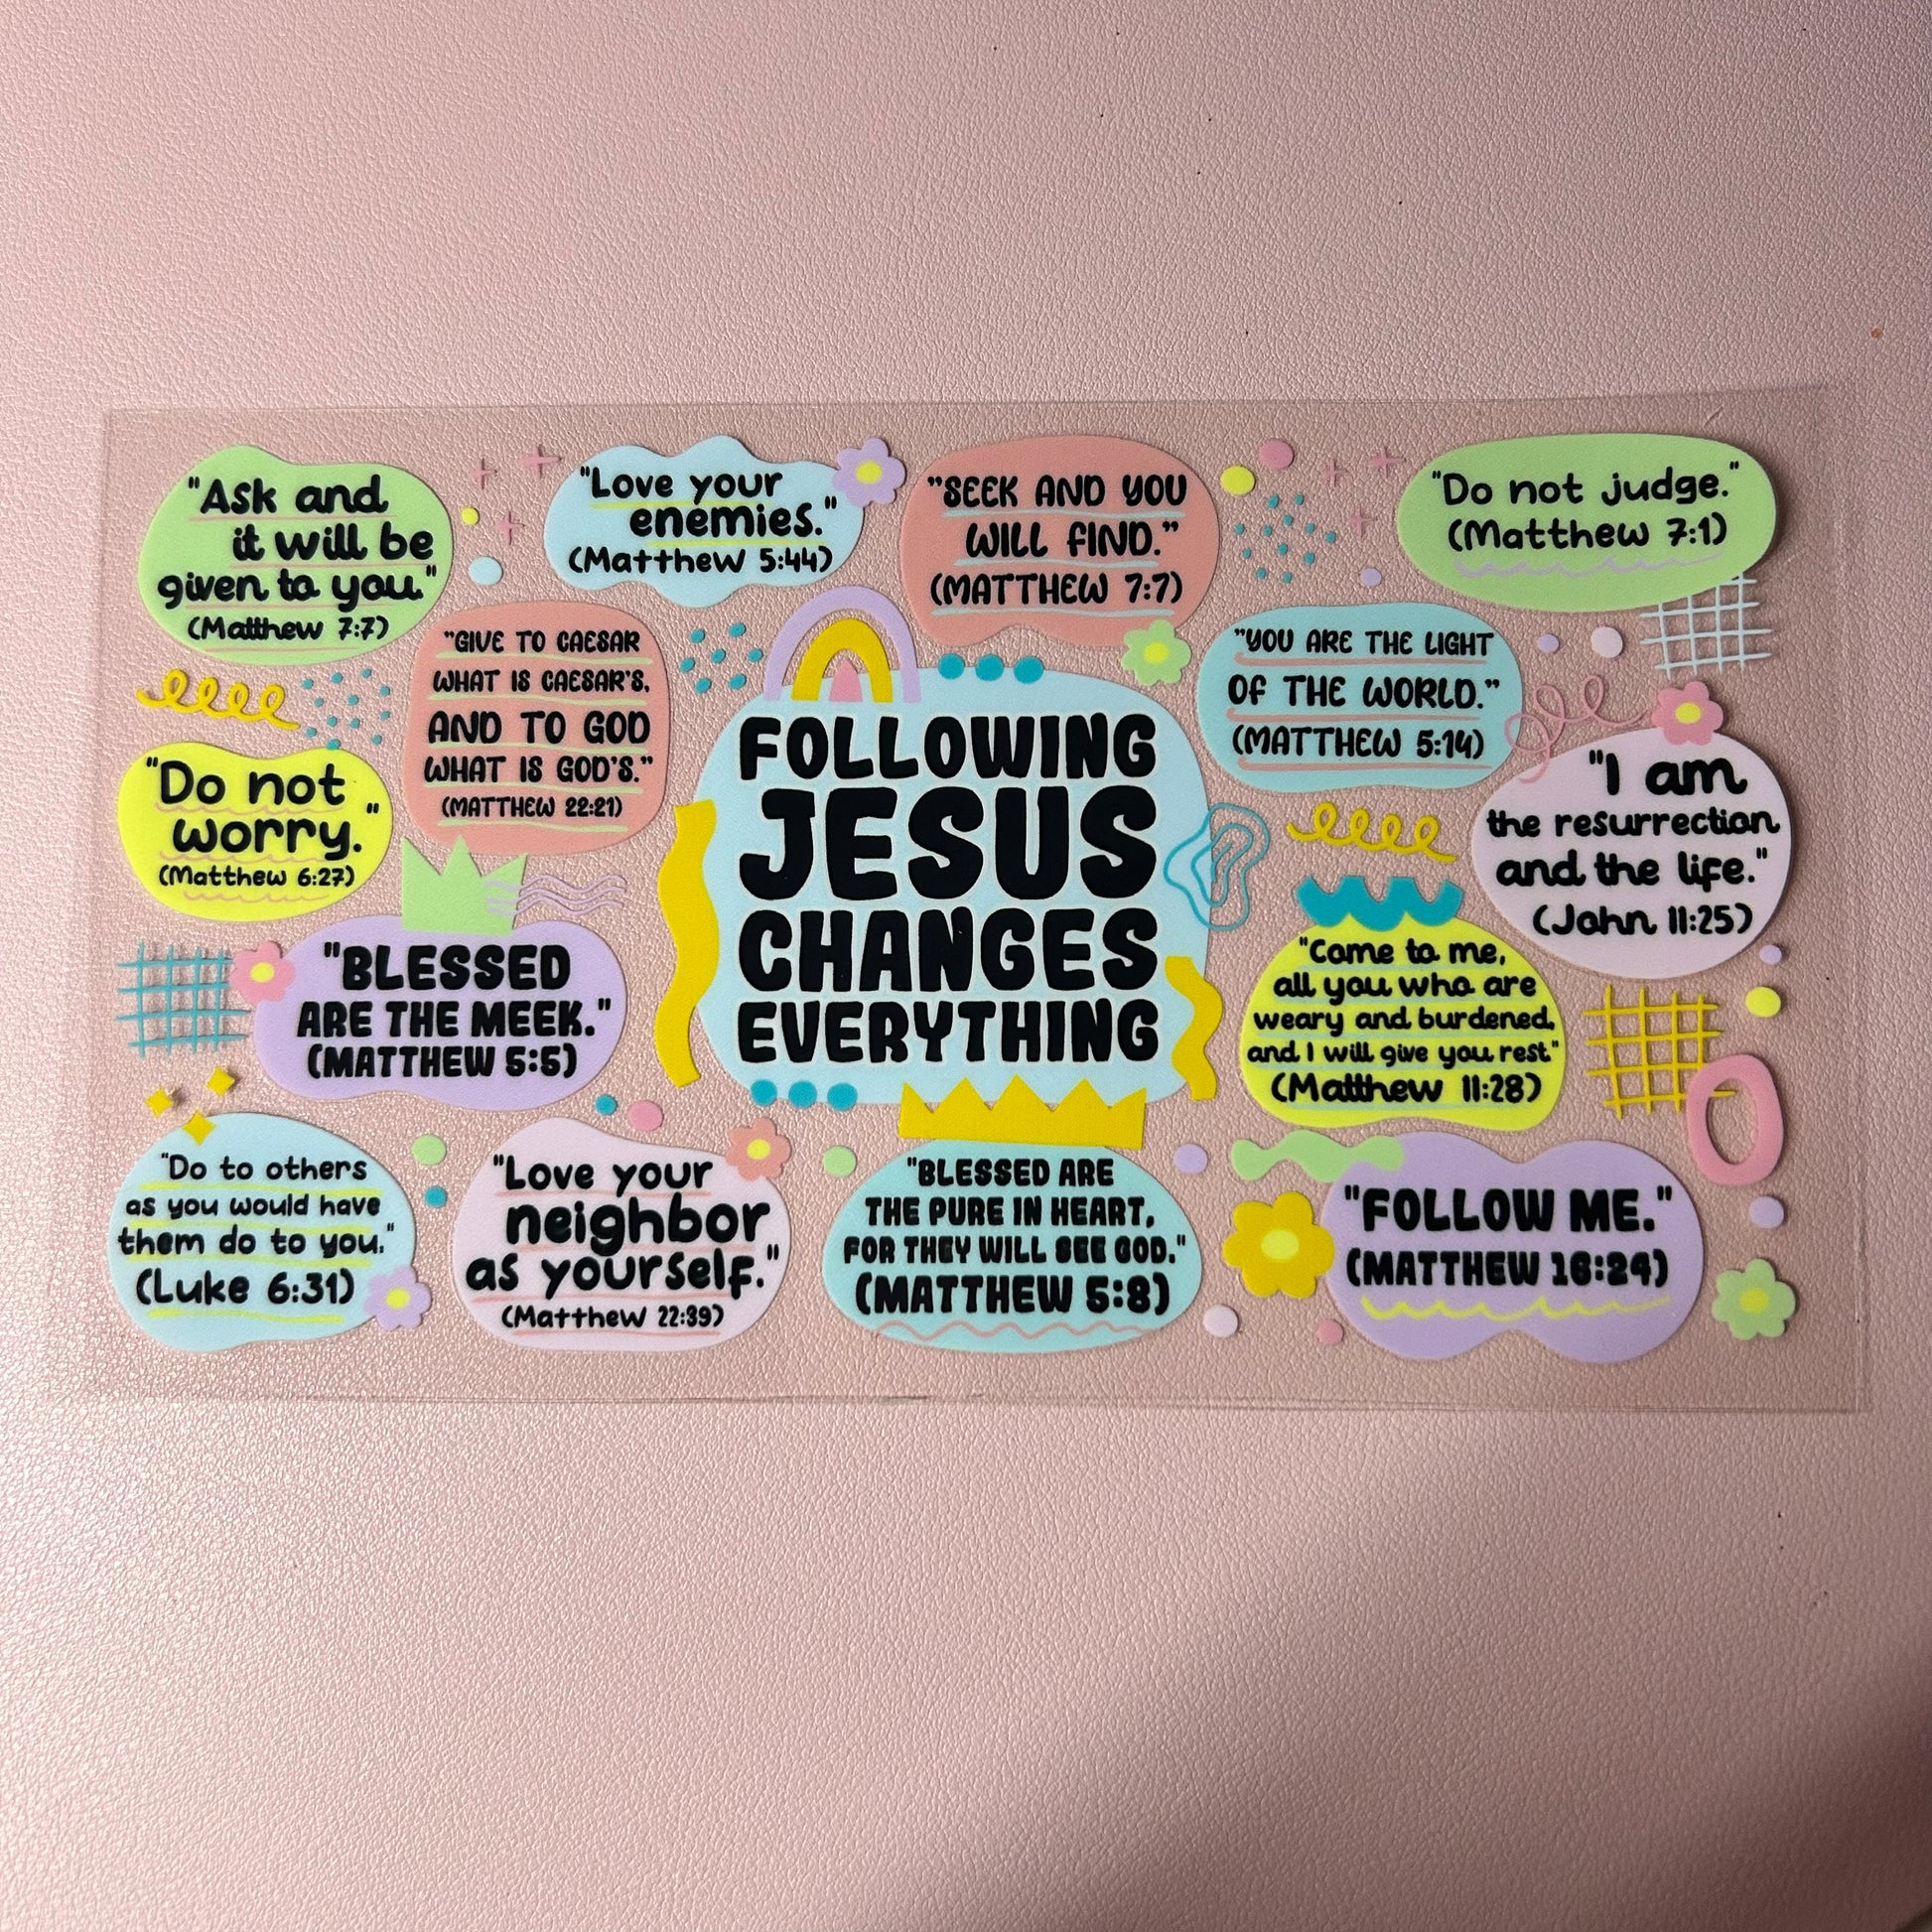 "Ask and
it will be
given to you."
(Matthew 7:7)
"Love your
enemies."
(Matthew 5:44)
"SEEK AND YOU
WILL FIND."
(MATTHEW 7:7)
"Do not judge."
(Matthew 7:1)
"GIVE TO CAESAR
WHAT IS CAESAR'S,
AND TO GOD
WHAT IS GOD'S."
(MATTHEW 22:21)
"YOU ARE THE LIGHT
OF THE WORLD."
(MATTHEW 5:14)
"Do not
worry."
(Matthew 6:27)
FOLLOWING
JESUS
CHANGES
EVERYTHING
"I am
the resurrection
and the life."
(John 11:25)
"BLESSED
ARE THE MEEK."
(MATTHEW 5:5)
"Come to me,
all you who are
weary and burdened,
and I will give you rest"
(Matthew 11:28)
"Do to others
as you would have
them do to you."
(Luke 6:31)
"Love your
neighbor
as yourself."
(Matthew 22:39)
"BLESSED ARE
THE PURE IN HEART,
FOR THEY WILL SEE GOD."
(MATTHEW 5:8)
"FOLLOW ME."
(MATTHEW 16:24)